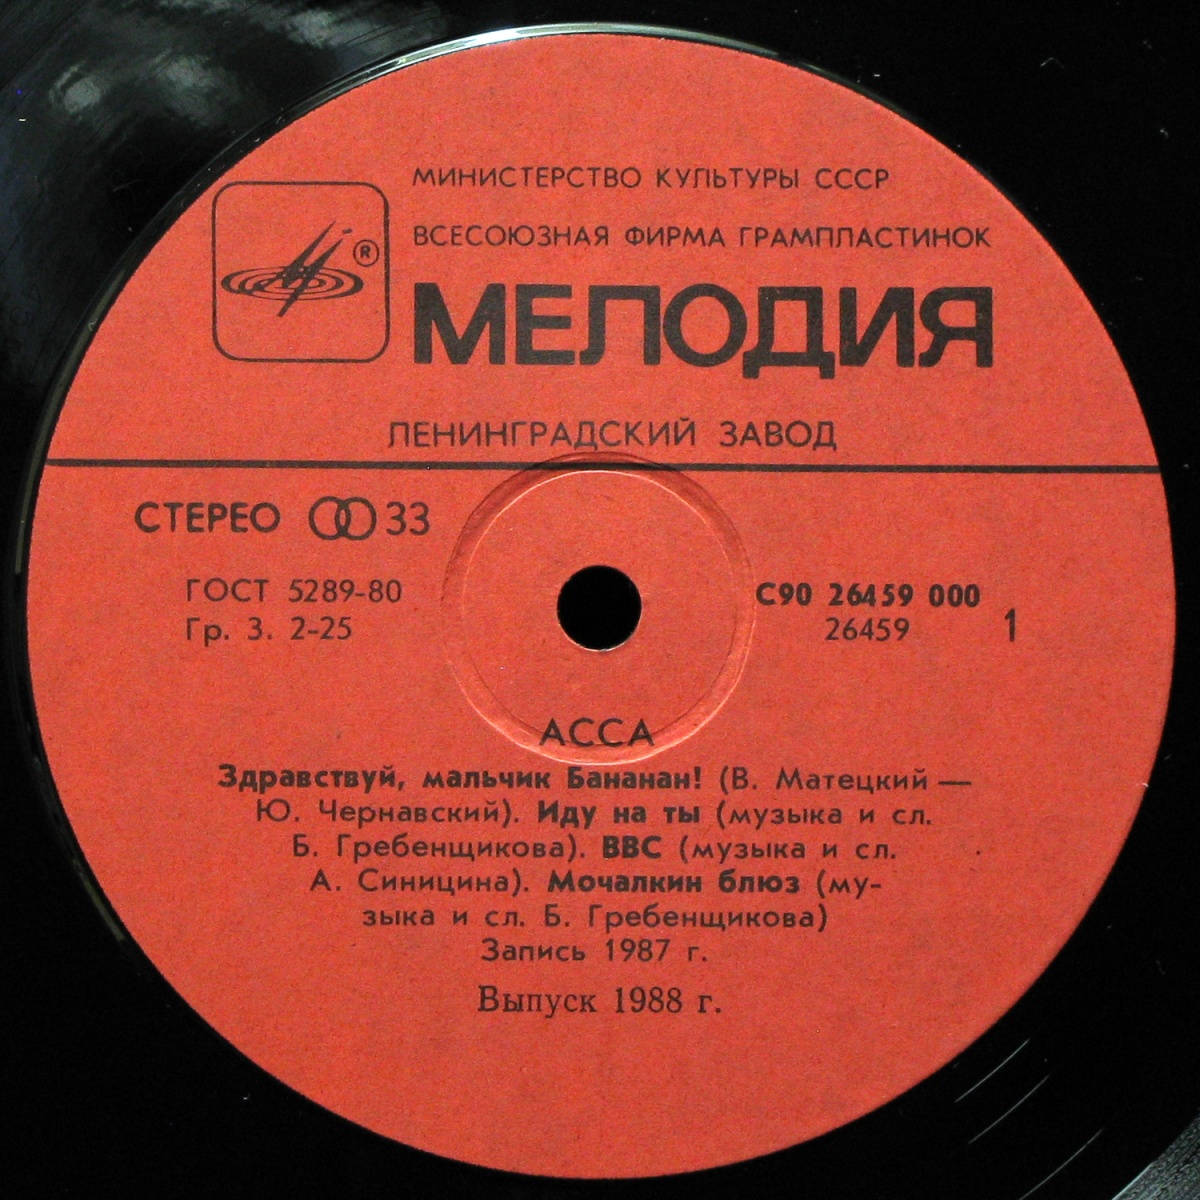 МИНИСТЕРСТВО КУЛЬТУРЫ СССР
ВСЕСОЮЗНАЯ ФИРМА ГРАМПЛАСТИНОК
®
МЕЛОДИЯ
ЛЕНИНГРАДСКИЙ ЗАВОД
СТЕРЕО 33
ГОСТ 5289-80
Гр. 3. 2-25
С90 26459 000
26459 1
АССА
Здравствуй, мальчик Бананан! (В. Матецкий —
Ю. Чернавский). Иду на ты (музыка и сл.
Б. Гребенщикова). ВВС (музыка и сл.
А. Синицина). Мочалкин блюз (му-
зыка и сл. Б. Гребенщикова)
Запись 1987 г.
Выпуск 1988 г.